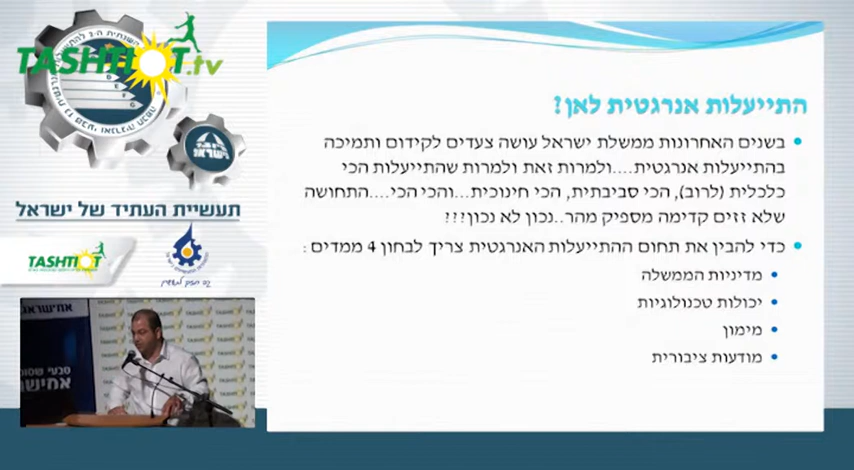 TASHTIOT.tv
תעשיית העתיד של ישראל
TASHTIOT
התייעלות אנרגטית לאן?
בשנים האחרונות ממשלת ישראל עושה צעדים לקידום ותמיכה
בהתייעלות אנרגטית....ולמרות זאת ולמרות שהתייעלות הכי
כלכלית (לרוב), הכי סביבתית, הכי חינוכית...והכי הכי....התחושה
שלא זזים קדימה מספיק מהר..נכון לא נכון???
כדי להבין את תחום ההתייעלות האנרגטית צריך לבחון 4 ממדים :
מדיניות הממשלה
יכולות טכנולוגיות
מימון
מודעות ציבורית